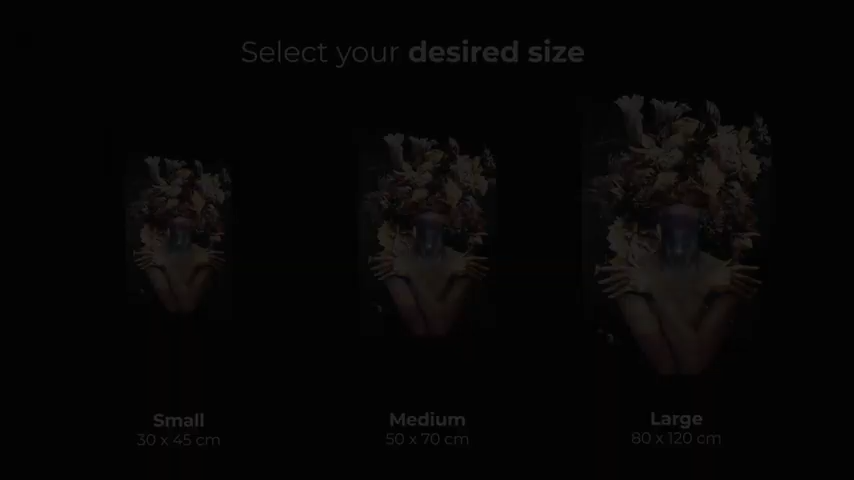 Select your desired size
Small
30 x 45 cm
Medium
50 x 70 cm
Large
80 x 120 cm